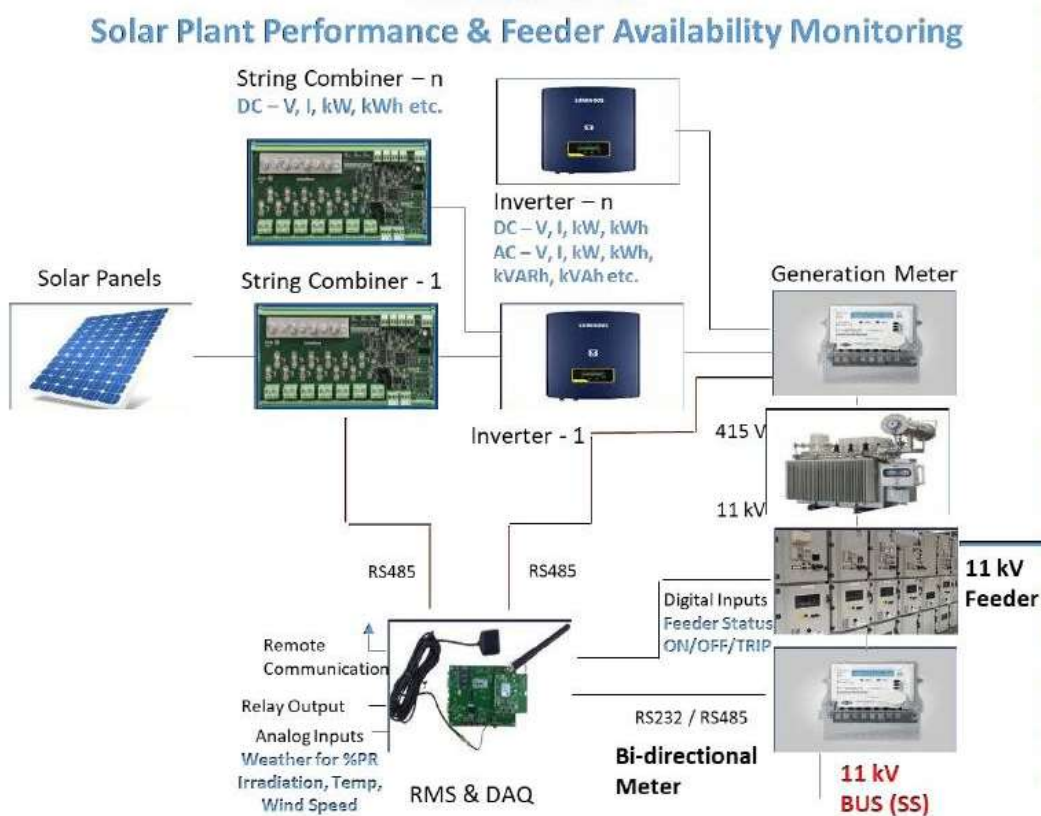 Solar Plant Performance & Feeder Availability Monitoring
String Combiner – n
DC – V, I, kW, kWh etc.
LUMINOUS
Inverter – n
DC – V, I, kW, kWh
AC – V, I, kW, kWh,
kVARh, kVAh etc.
Solar Panels
String Combiner - 1
Generation Meter
LUMINOUS
Inverter - 1
415 V
11 kV
RS485
RS485
11 kV
Feeder
Digital Inputs
Feeder Status
ON/OFF/TRIP
Remote
Communication
Relay Output
Analog Inputs
Weather for %PR
Irradiation, Temp,
Wind Speed
RMS & DAQ
RS232 / RS485
Bi-directional
Meter
11 kV
BUS (SS)